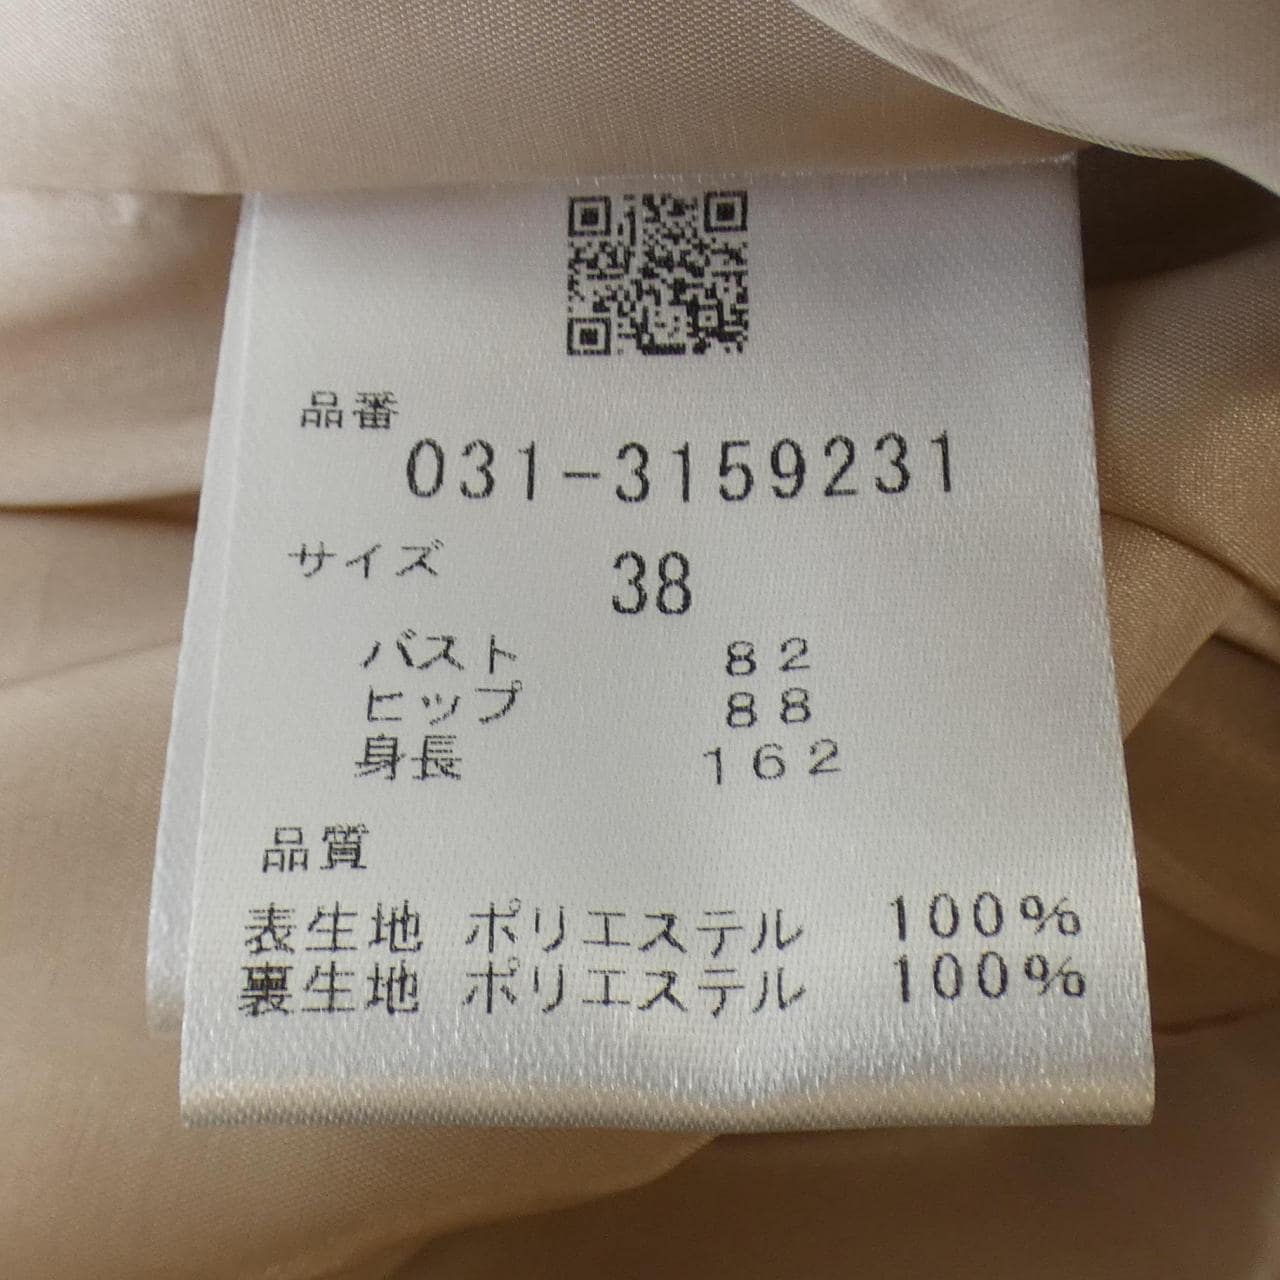 品番
031-3159231
サイズ 38
バスト 82
ヒップ 88
身長 162
品質
表生地 ポリエステル 100%
裏生地 ポリエステル 100%